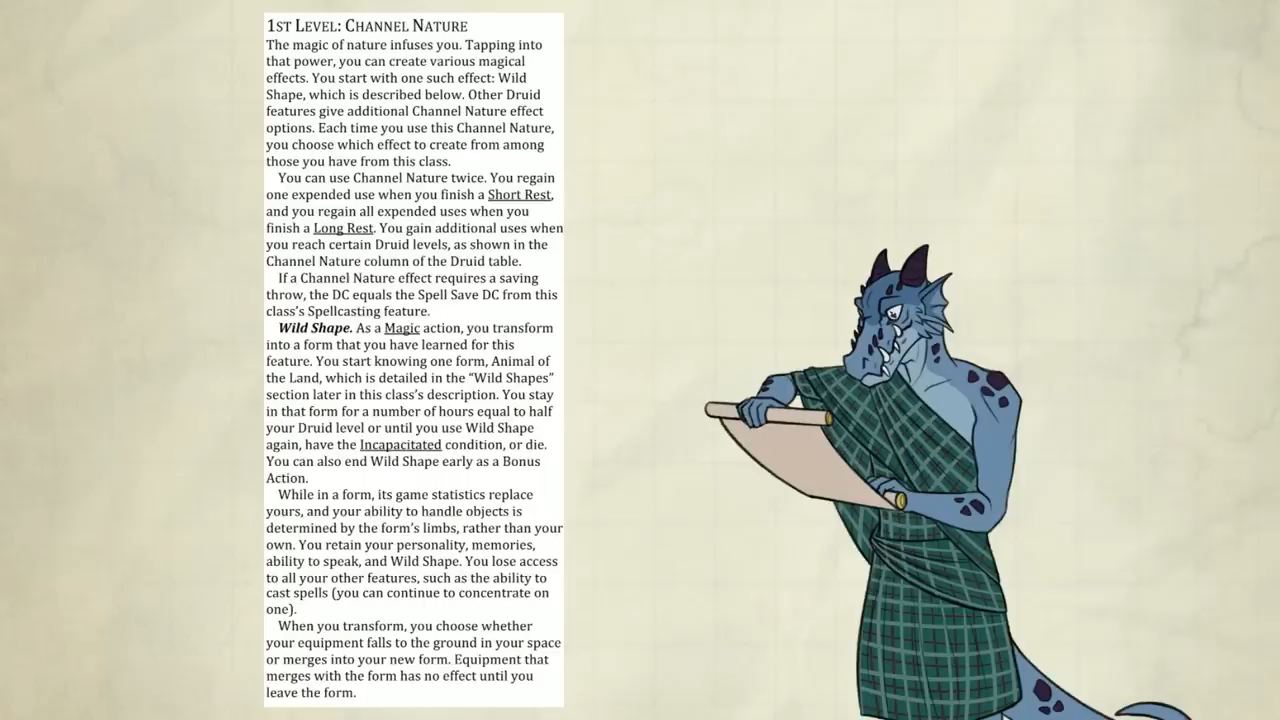 1ST LEVEL: CHANNEL NATURE
The magic of nature infuses you. Tapping into
that power, you can create various magical
effects. You start with one such effect: Wild
Shape, which is described below. Other Druid
features give additional Channel Nature effect
options. Each time you use this Channel Nature,
you choose which effect to create from among
those you have from this class.
You can use Channel Nature twice. You regain
one expended use when you finish a Short Rest,
and you regain all expended uses when you
finish a Long Rest. You gain additional uses when
you reach certain Druid levels, as shown in the
Channel Nature column of the Druid table.
If a Channel Nature effect requires a saving
throw, the DC equals the Spell Save DC from this
class’s Spellcasting feature.
Wild Shape. As a Magic action, you transform
into a form that you have learned for this
feature. You start knowing one form, Animal of
the Land, which is detailed in the “Wild Shapes”
section later in this class’s description. You stay
in that form for a number of hours equal to half
your Druid level or until you use Wild Shape
again, have the Incapacitated condition, or die.
You can also end Wild Shape early as a Bonus
Action.
While in a form, its game statistics replace
yours, and your ability to handle objects is
determined by the form’s limbs, rather than your
own. You retain your personality, memories,
ability to speak, and Wild Shape. You lose access
to all your other features, such as the ability to
cast spells (you can continue to concentrate on
one).
When you transform, you choose whether
your equipment falls to the ground in your space
or merges into your new form. Equipment that
merges with the form has no effect until you
leave the form.